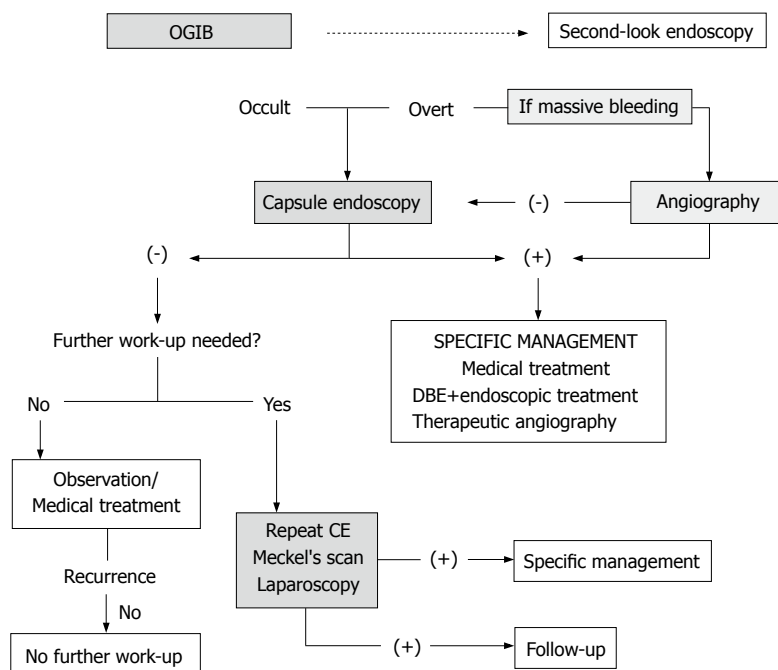 OGIB
Second-look endoscopy
Occult
Overt
If massive bleeding
Capsule endoscopy
(-)
Angiography
(-)
(+)
Further work-up needed?
SPECIFIC MANAGEMENT
Medical treatment
DBE+endoscopic treatment
Therapeutic angiography
No
Yes
Observation/
Medical treatment
Repeat CE
Meckel's scan
Laparoscopy
(+)
Specific management
Recurrence
No
No further work-up
(+)
Follow-up